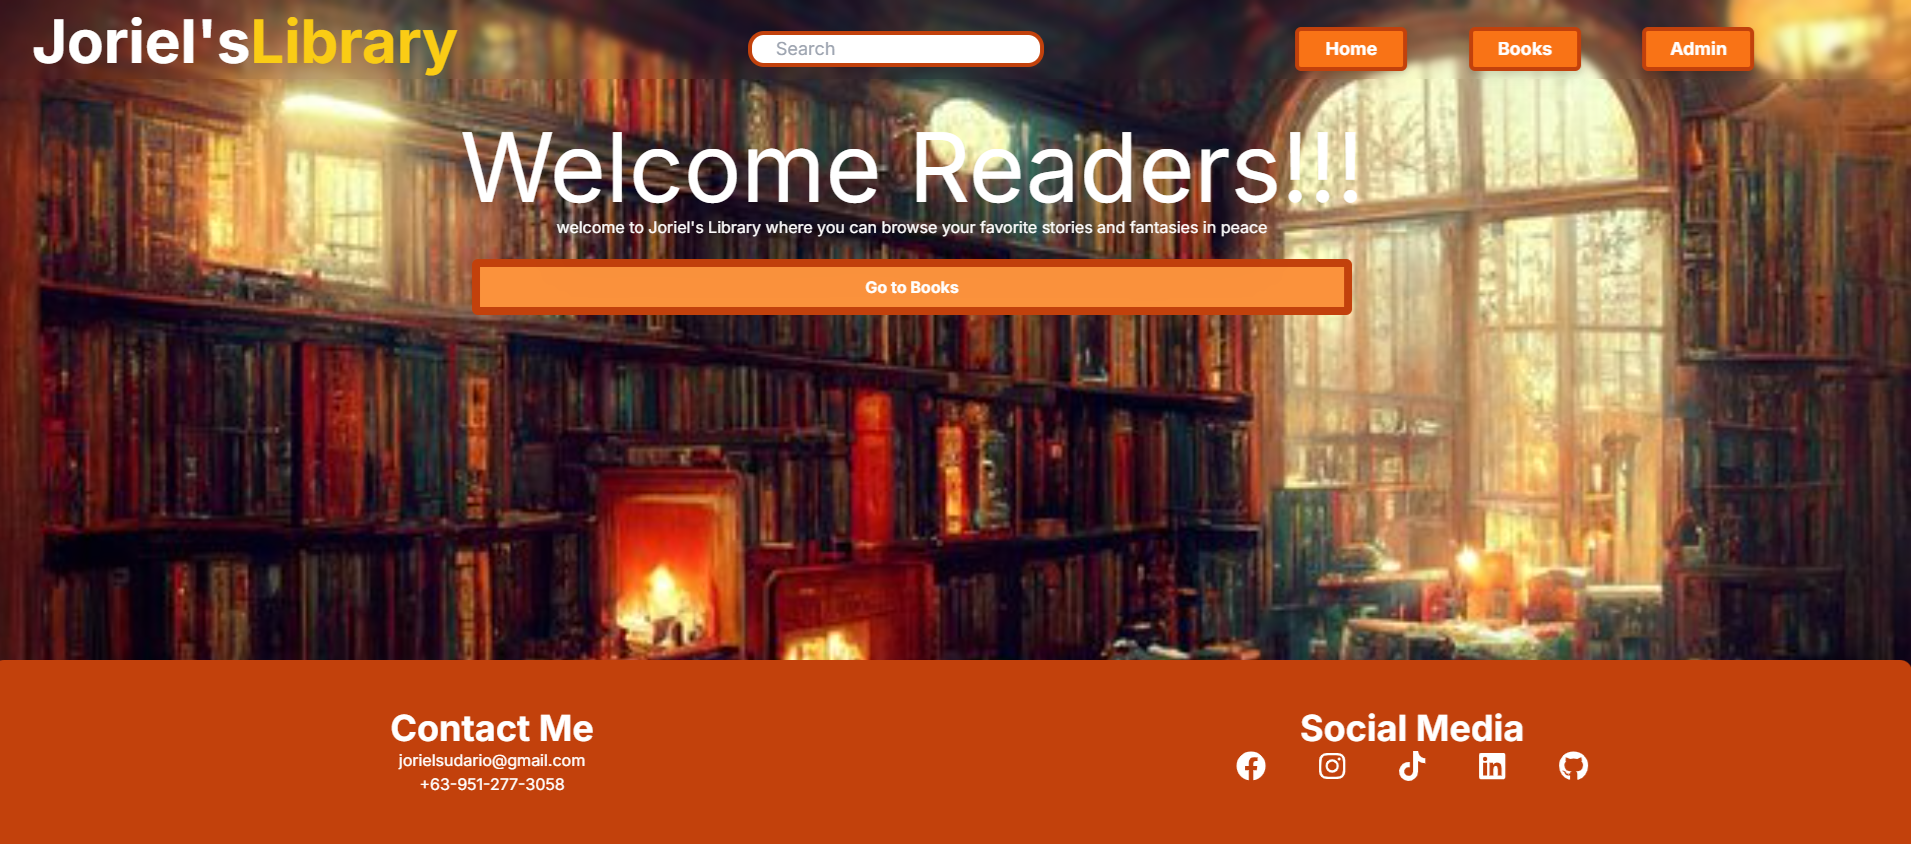 Joriel'sLibrary
Search
Home
Books
Admin
Welcome Readers!!!
welcome to Joriel's Library where you can browse your favorite stories and fantasies in peace
Go to Books
Contact Me
jorielsudario@gmail.com
+63-951-277-3058
Social Media